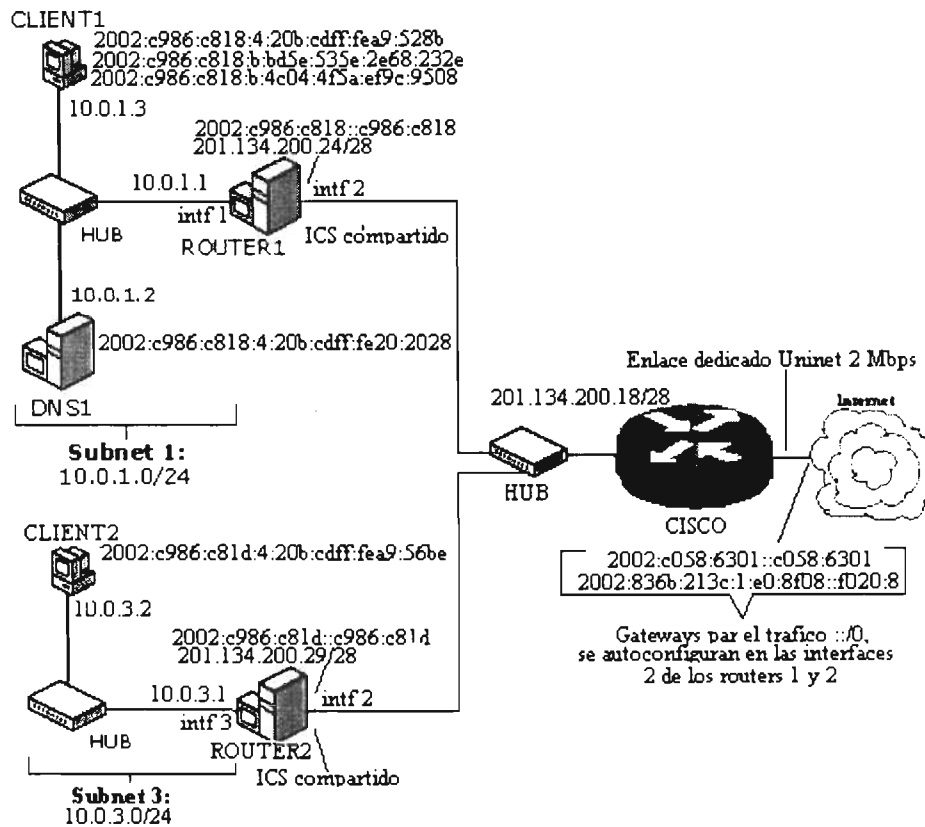 CLIENT1
2002:c986:c818:4:20b:cdff:fea9:528b
2002:c986:c818:b:bd5e:535e:2e68:232e
2002:c986:c818:b:4c04:4f5a:ef9c:9508
10.0.1.3
2002:c986:c818::c986:c818
201.134.200.24/28
10.0.1.1
intf 1
intf 2
HUB
ROUTER1
ICS compartido
10.0.1.2
2002:c986:c818:4:20b:cdff:fe20:2028
DNS1
Subnet 1:
10.0.1.0/24
Enlace dedicado Uninet 2 Mbps
201.134.200.18/28
Internet
HUB
CISCO
CLIENT2
2002:c986:c81d:4:20b:cdff:fea9:56be
10.0.3.2
2002:c058:6301::c058:6301
2002:836b:213c:1:e0:8f08::f020:8
Gateways par el trafico ::/0,
se autoconfiguran en las interfaces
2 de los routers 1 y 2
2002:c986:c81d::c986:c81d
201.134.200.29/28
10.0.3.1
intf 3
intf 2
HUB
ROUTER2
ICS compartido
Subnet 3:
10.0.3.0/24